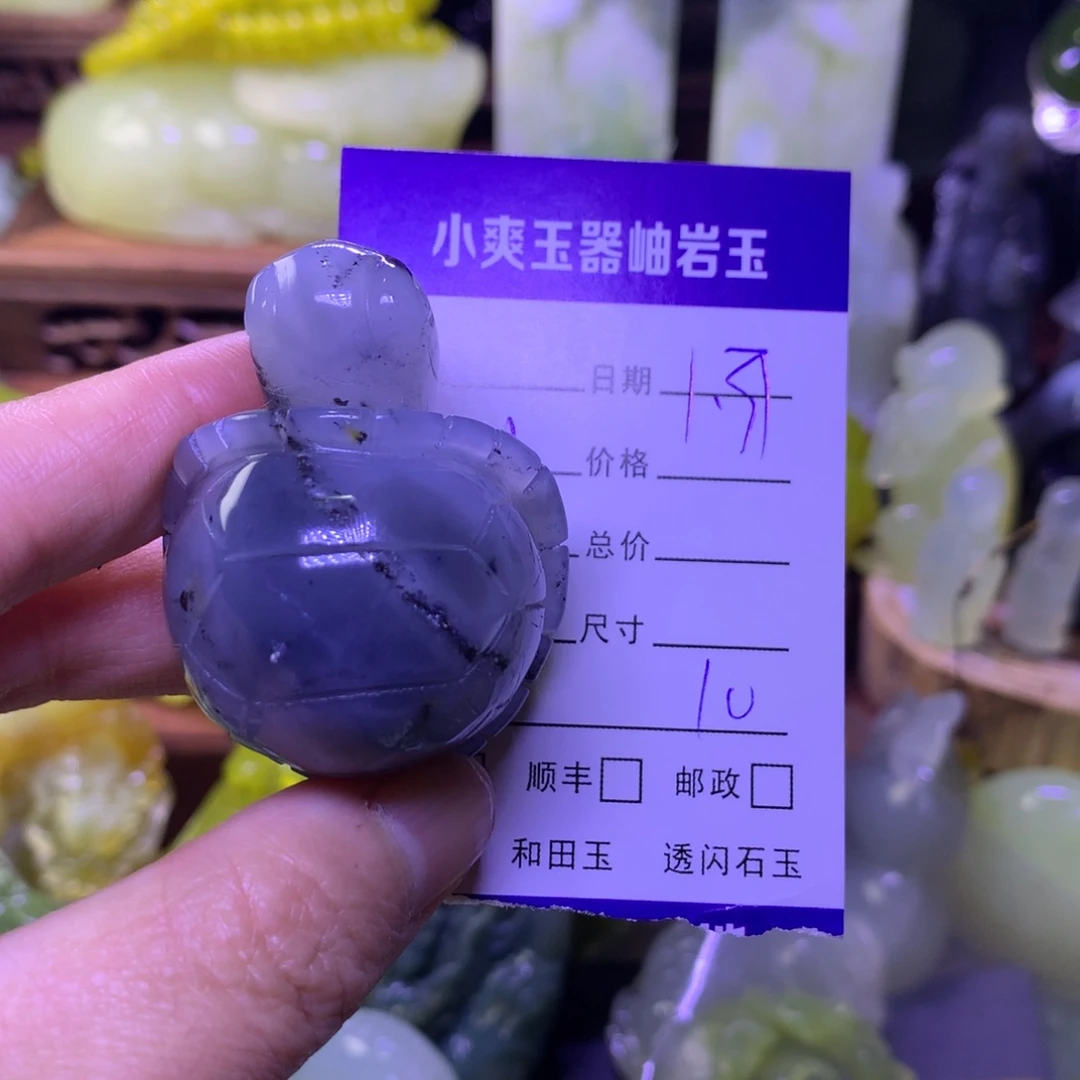 小爽玉器岫岩玉
日期
价格
总价
尺寸
10
顺丰 邮政
和田玉 透闪石玉